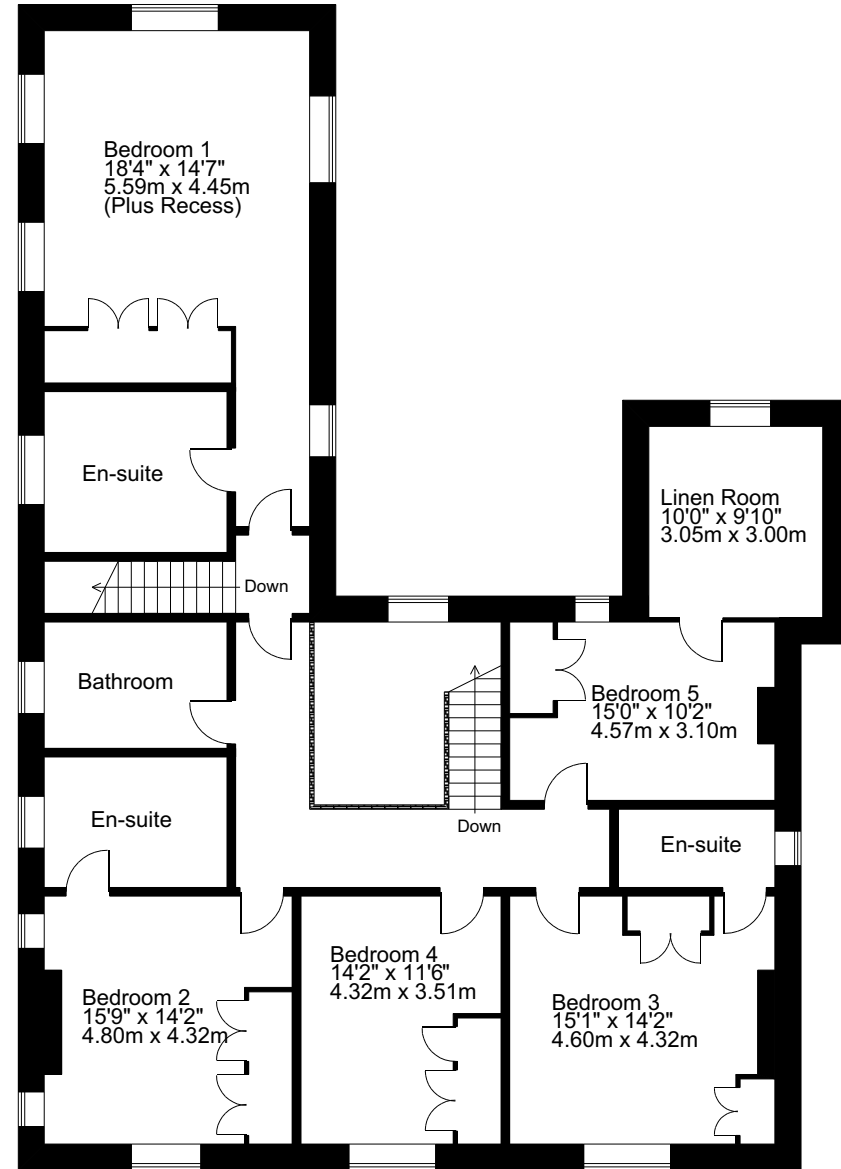 Bedroom 1
18'4" x 14'7"
5.59m x 4.45m
(Plus Recess)
En-suite
Linen Room
10'0" x 9'10"
3.05m x 3.00m
Down
Bathroom
Bedroom 5
15'0" x 10'2"
4.57m x 3.10m
En-suite
Down
En-suite
Bedroom 2
15'9" x 14'2"
4.80m x 4.32m
Bedroom 4
14'2" x 11'6"
4.32m x 3.51m
Bedroom 3
15'1" x 14'2"
4.60m x 4.32m